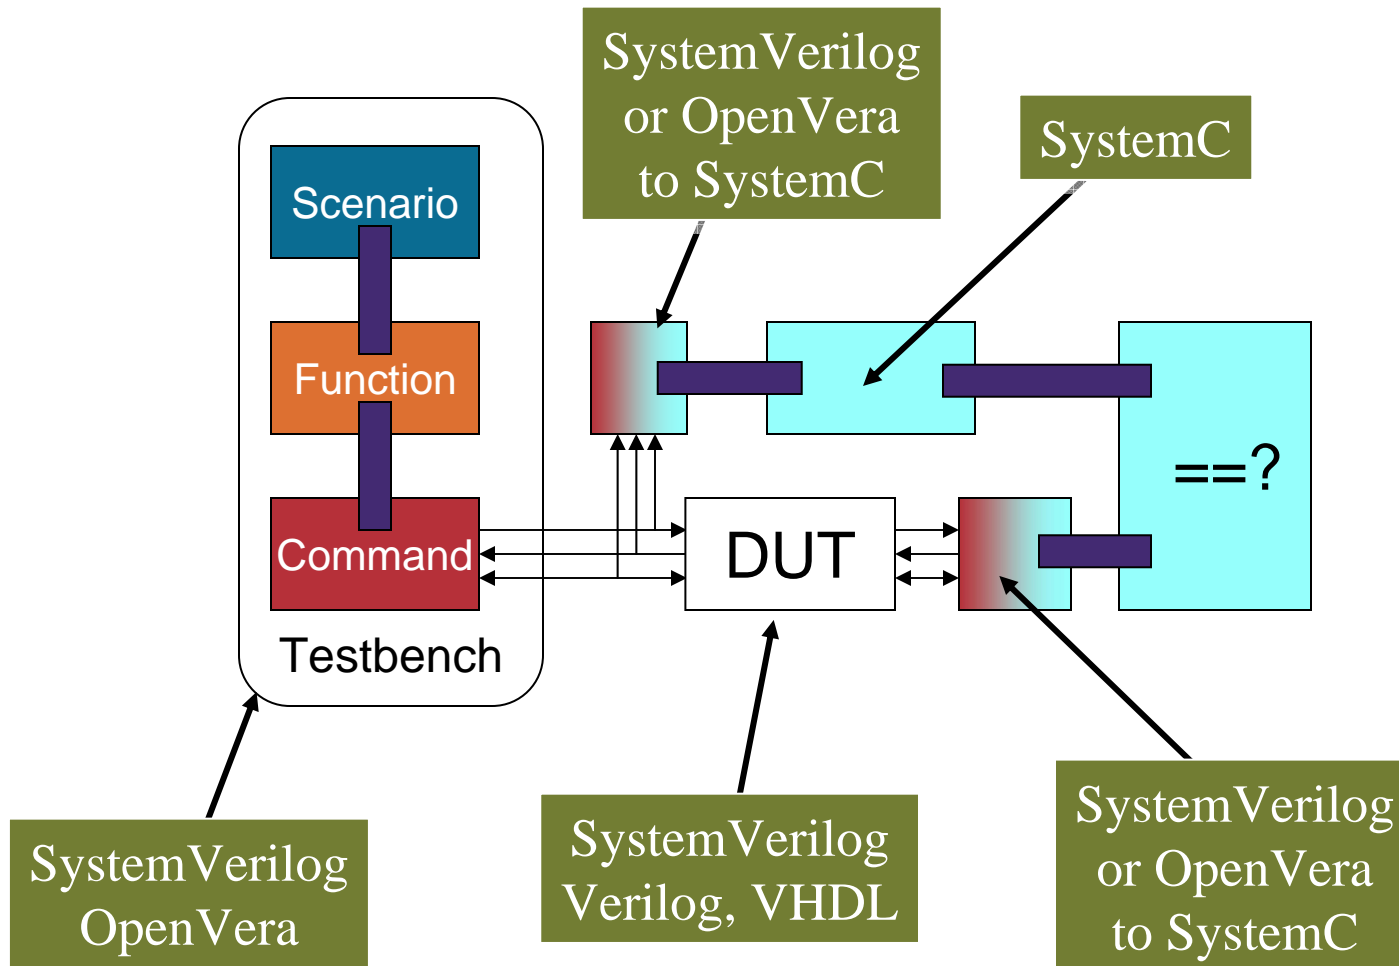 SystemVerilog
or OpenVera
to SystemC
SystemC
Scenario
Function
==?
Command
DUT
Testbench
SystemVerilog
OpenVera
SystemVerilog
Verilog, VHDL
SystemVerilog
or OpenVera
to SystemC